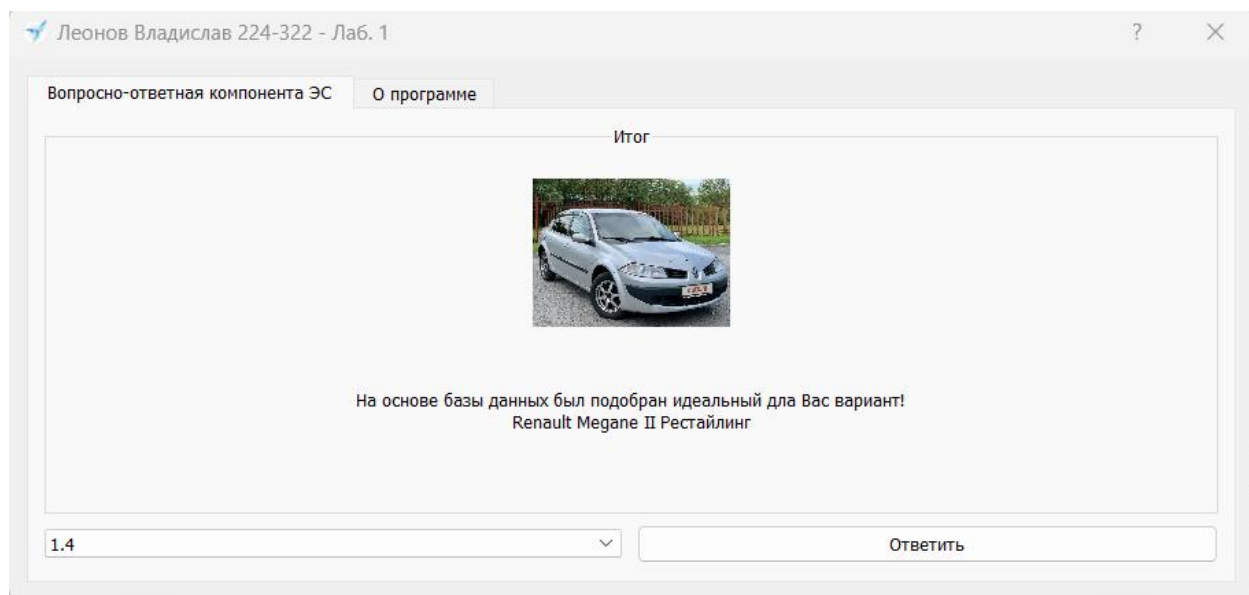 Леонов Владислав 224-322 - Лаб. 1
Вопросно-ответная компонента ЭС
О программе
Итог
На основе базы данных был подобран идеальный дла Вас вариант!
Renault Megane II Рестайлинг
1.4
Ответить